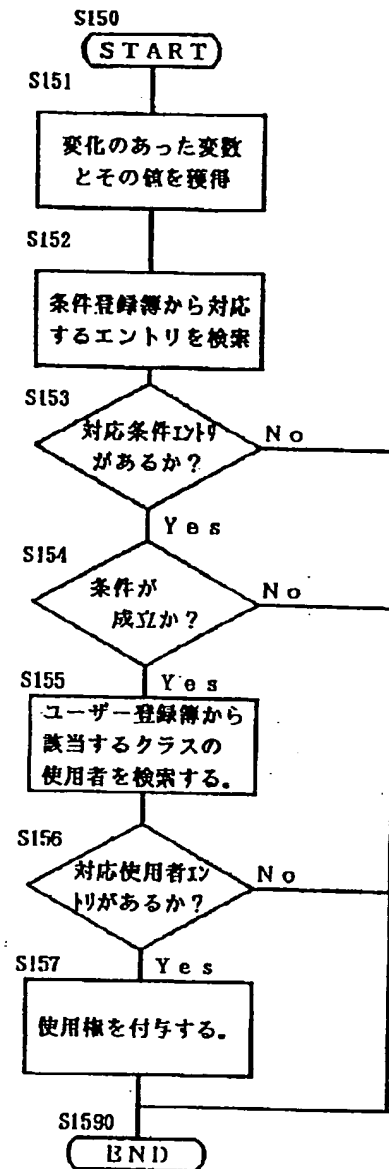 S150
START
S151
変化のあった変数
とその値を獲得
S152
条件登録簿から対応
するエントリを検索
S153
対応条件ｴﾝﾄﾘ
があるか？
No
Yes
S154
条件が
成立か？
No
Yes
S155
ユーザー登録簿から
該当するクラスの
使用者を検索する。
S156
対応使用者ｴﾝ
ﾄﾘがあるか？
No
Yes
S157
使用権を付与する。
S1590
END